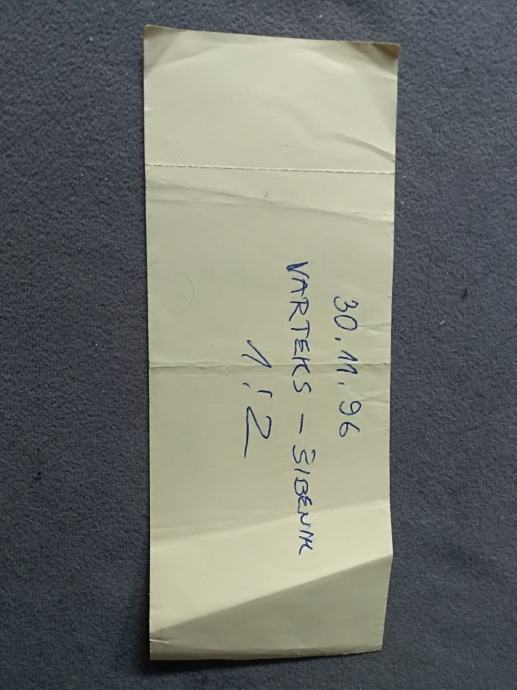 30.11.96
VARTEKS - ŠIBENIK
1:2